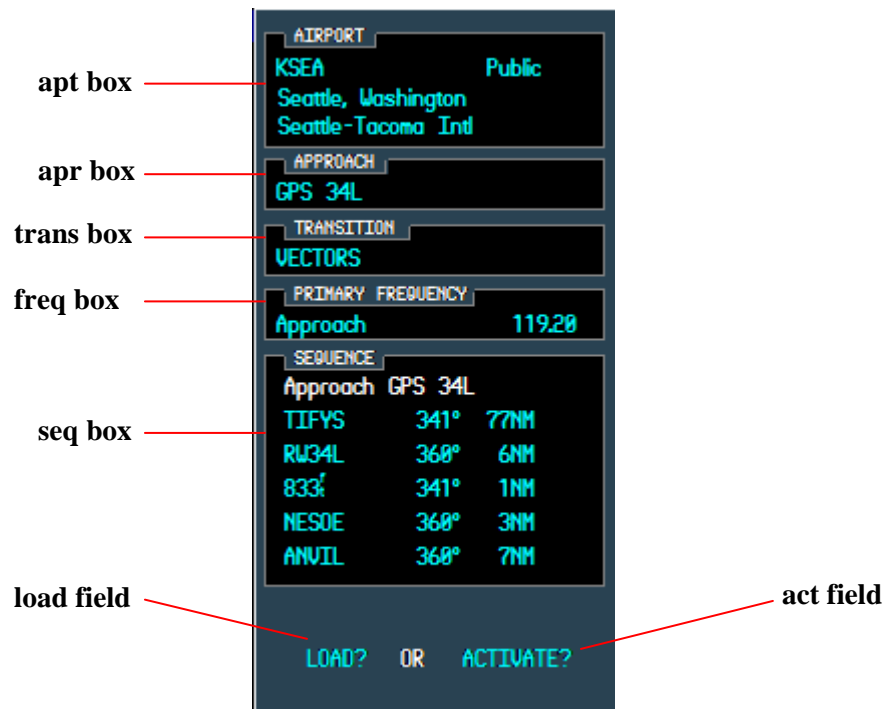 AIRPORT
apt box
KSEA Public
Seattle, Washington
Seattle-Tacoma Intl
apr box
APPROACH
GPS 34L
trans box
TRANSITION
VECTORS
freq box
PRIMARY FREQUENCY
Approach 119.20
SEQUENCE
Approach GPS 34L
seq box
TIFYS 341° 77NM
RW34L 360° 6NM
833 341° 1NM
NESOE 360° 3NM
ANVIL 360° 7NM
load field
act field
LOAD? OR ACTIVATE?